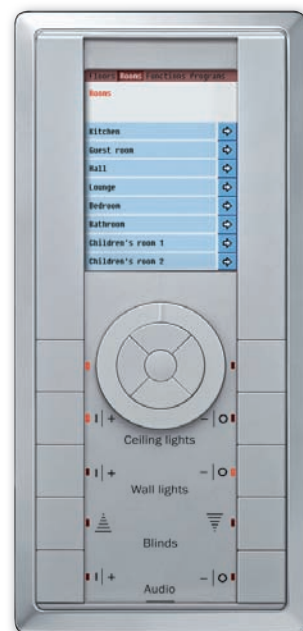 Floors Rooms Functions Programs
Rooms
Kitchen
Guest room
Hall
Lounge
Bedroom
Bathroom
Children's room 1
Children's room 2
I + - O
Ceiling lights
I + - O
Wall lights
Blinds
I + - O
Audio